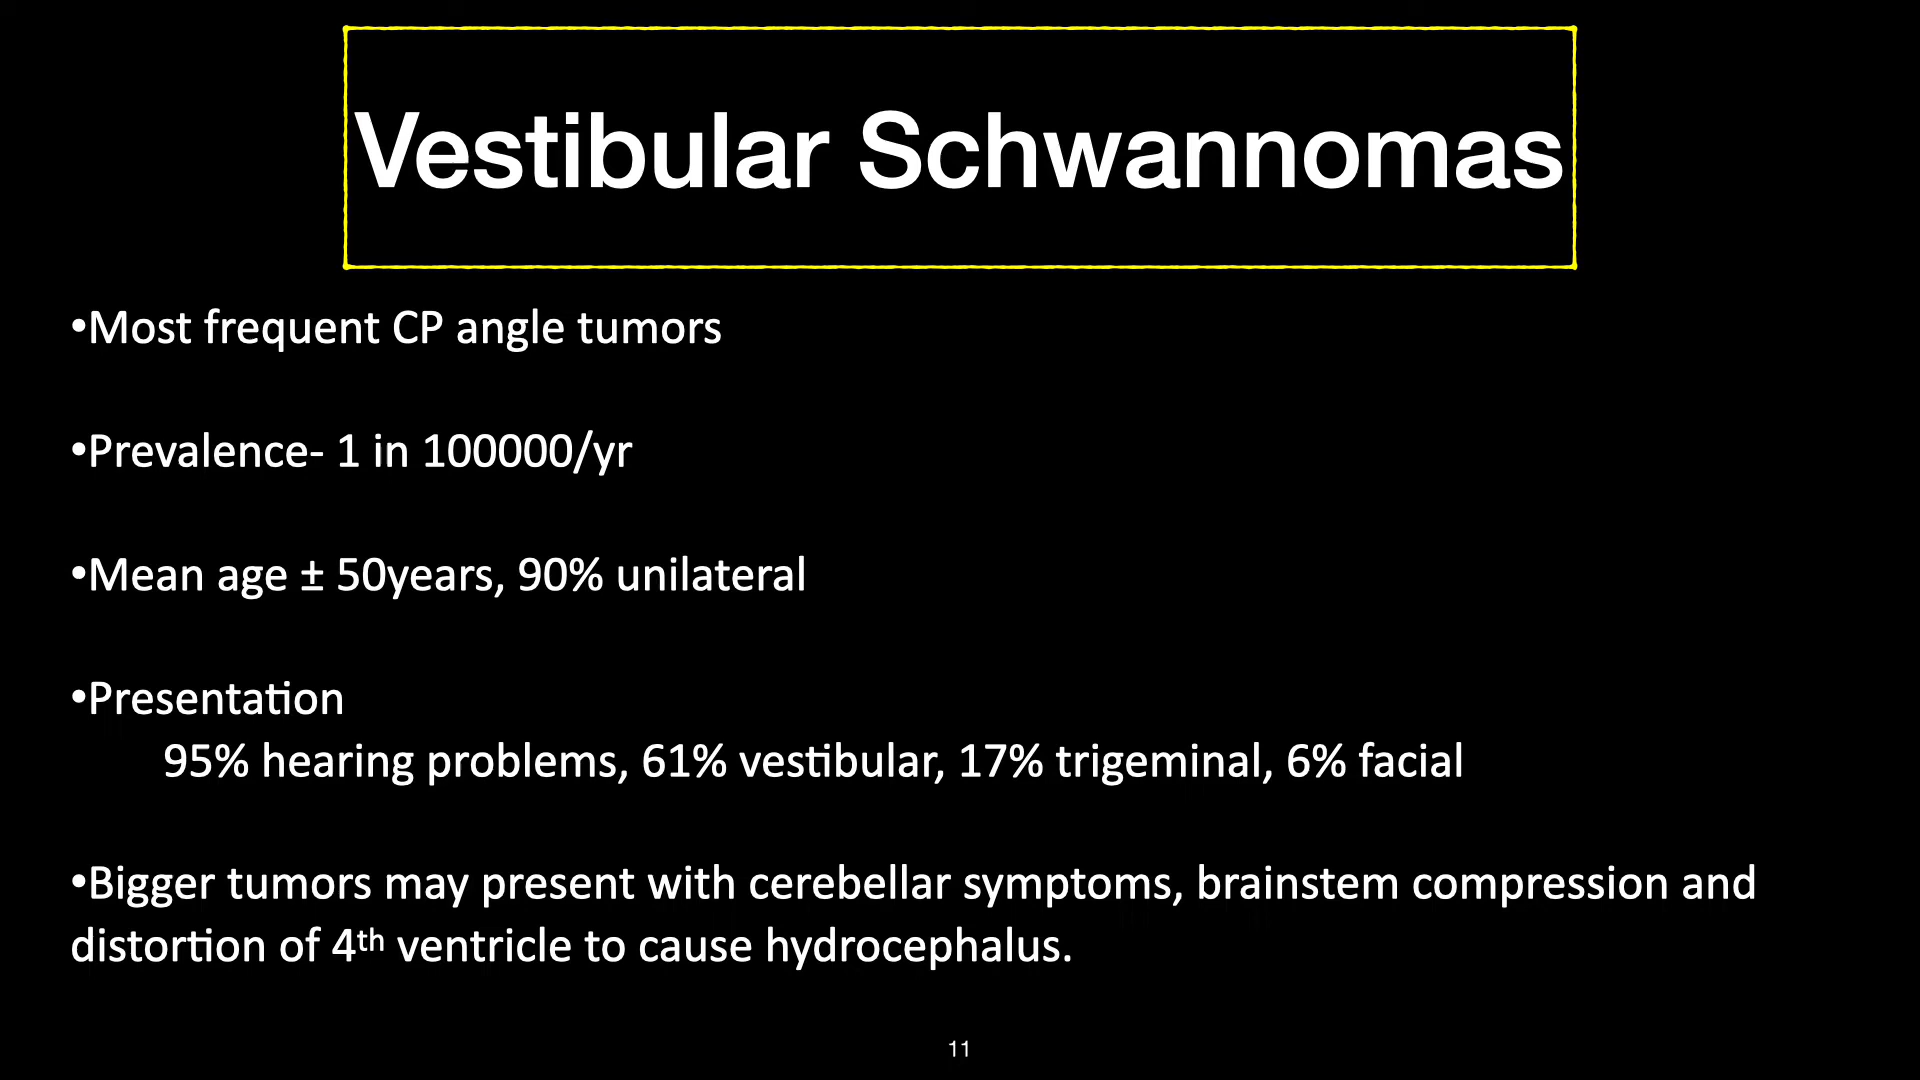 Vestibular Schwannomas
•Most frequent CP angle tumors
•Prevalence- 1 in 100000/yr
•Mean age ± 50years, 90% unilateral
•Presentation
95% hearing problems, 61% vestibular, 17% trigeminal, 6% facial
•Bigger tumors may present with cerebellar symptoms, brainstem compression and
distortion of 4th ventricle to cause hydrocephalus.
11